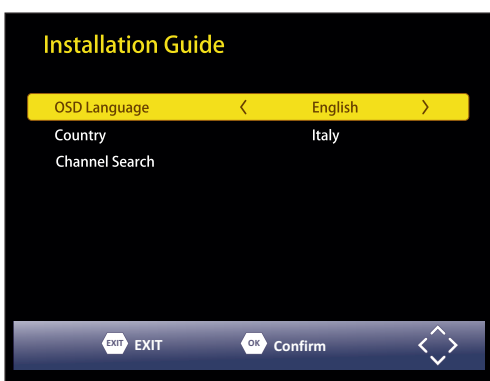 Installation Guide
OSD Language English
Country Italy
Channel Search
EXIT EXIT OK Confirm